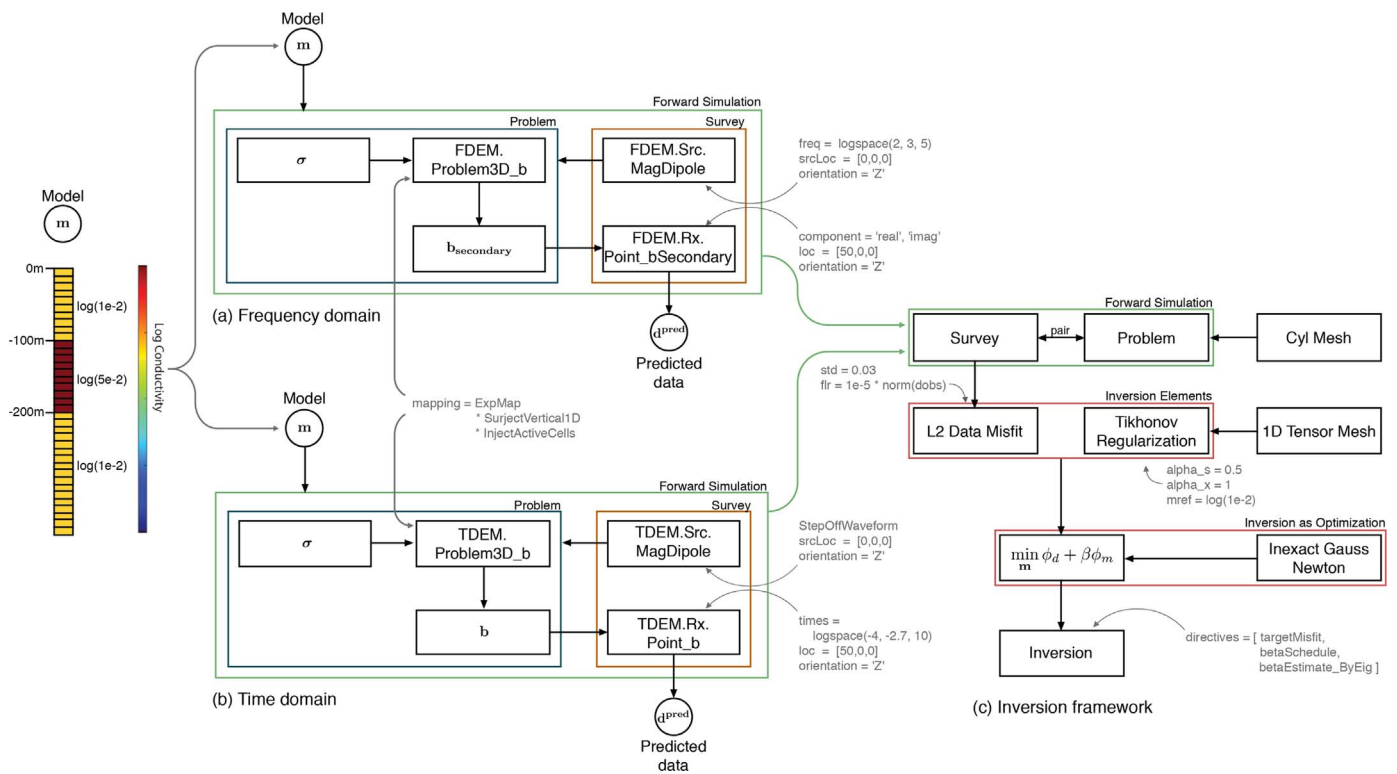 Model
m
0m
-100m
-200m
log(1e-2)
log(5e-2)
log(1e-2)
Log Conductivity
Model
m
Forward Simulation
Problem
Survey
σ
FDEM.
Problem3D_b
FDEM.Src.
MagDipole
b_secondary
FDEM.Rx.
Point_bSecondary
freq = logspace(2, 3, 5)
srcLoc = [0,0,0]
orientation = 'Z'
component = 'real', 'imag'
loc = [50,0,0]
orientation = 'Z'
(a) Frequency domain
d^pred
Predicted
data
mapping = ExpMap
* SurjectVertical1D
* InjectActiveCells
Model
m
Forward Simulation
Problem
Survey
σ
TDEM.
Problem3D_b
TDEM.Src.
MagDipole
b
TDEM.Rx.
Point_b
StepOffWaveform
srcLoc = [0,0,0]
orientation = 'Z'
times =
logspace(-4, -2.7, 10)
loc = [50,0,0]
orientation = 'Z'
(b) Time domain
d^pred
Predicted
data
Forward Simulation
Survey
pair
Problem
Cyl Mesh
std = 0.03
flr = 1e-5 * norm(dobs)
Inversion Elements
L2 Data Misfit
Tikhonov
Regularization
1D Tensor Mesh
alpha_s = 0.5
alpha_x = 1
mref = log(1e-2)
Inversion as Optimization
min ϕ_d + βϕ_m
m
Inexact Gauss
Newton
Inversion
directives = [ targetMisfit,
betaSchedule,
betaEstimate_ByEig ]
(c) Inversion framework